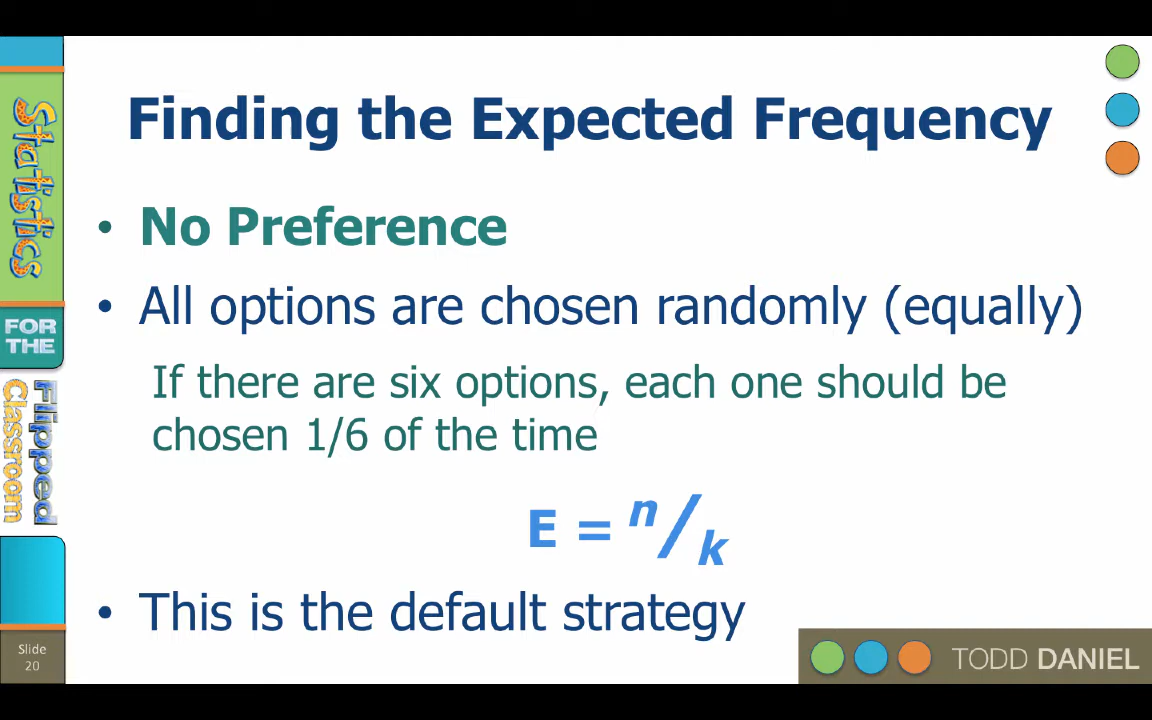 Finding the Expected Frequency
• No Preference
• All options are chosen randomly (equally)
If there are six options, each one should be
chosen 1/6 of the time
E = n/k
• This is the default strategy
Statistics
FOR
THE
Flipped
Classroom
Slide
20
TODD DANIEL